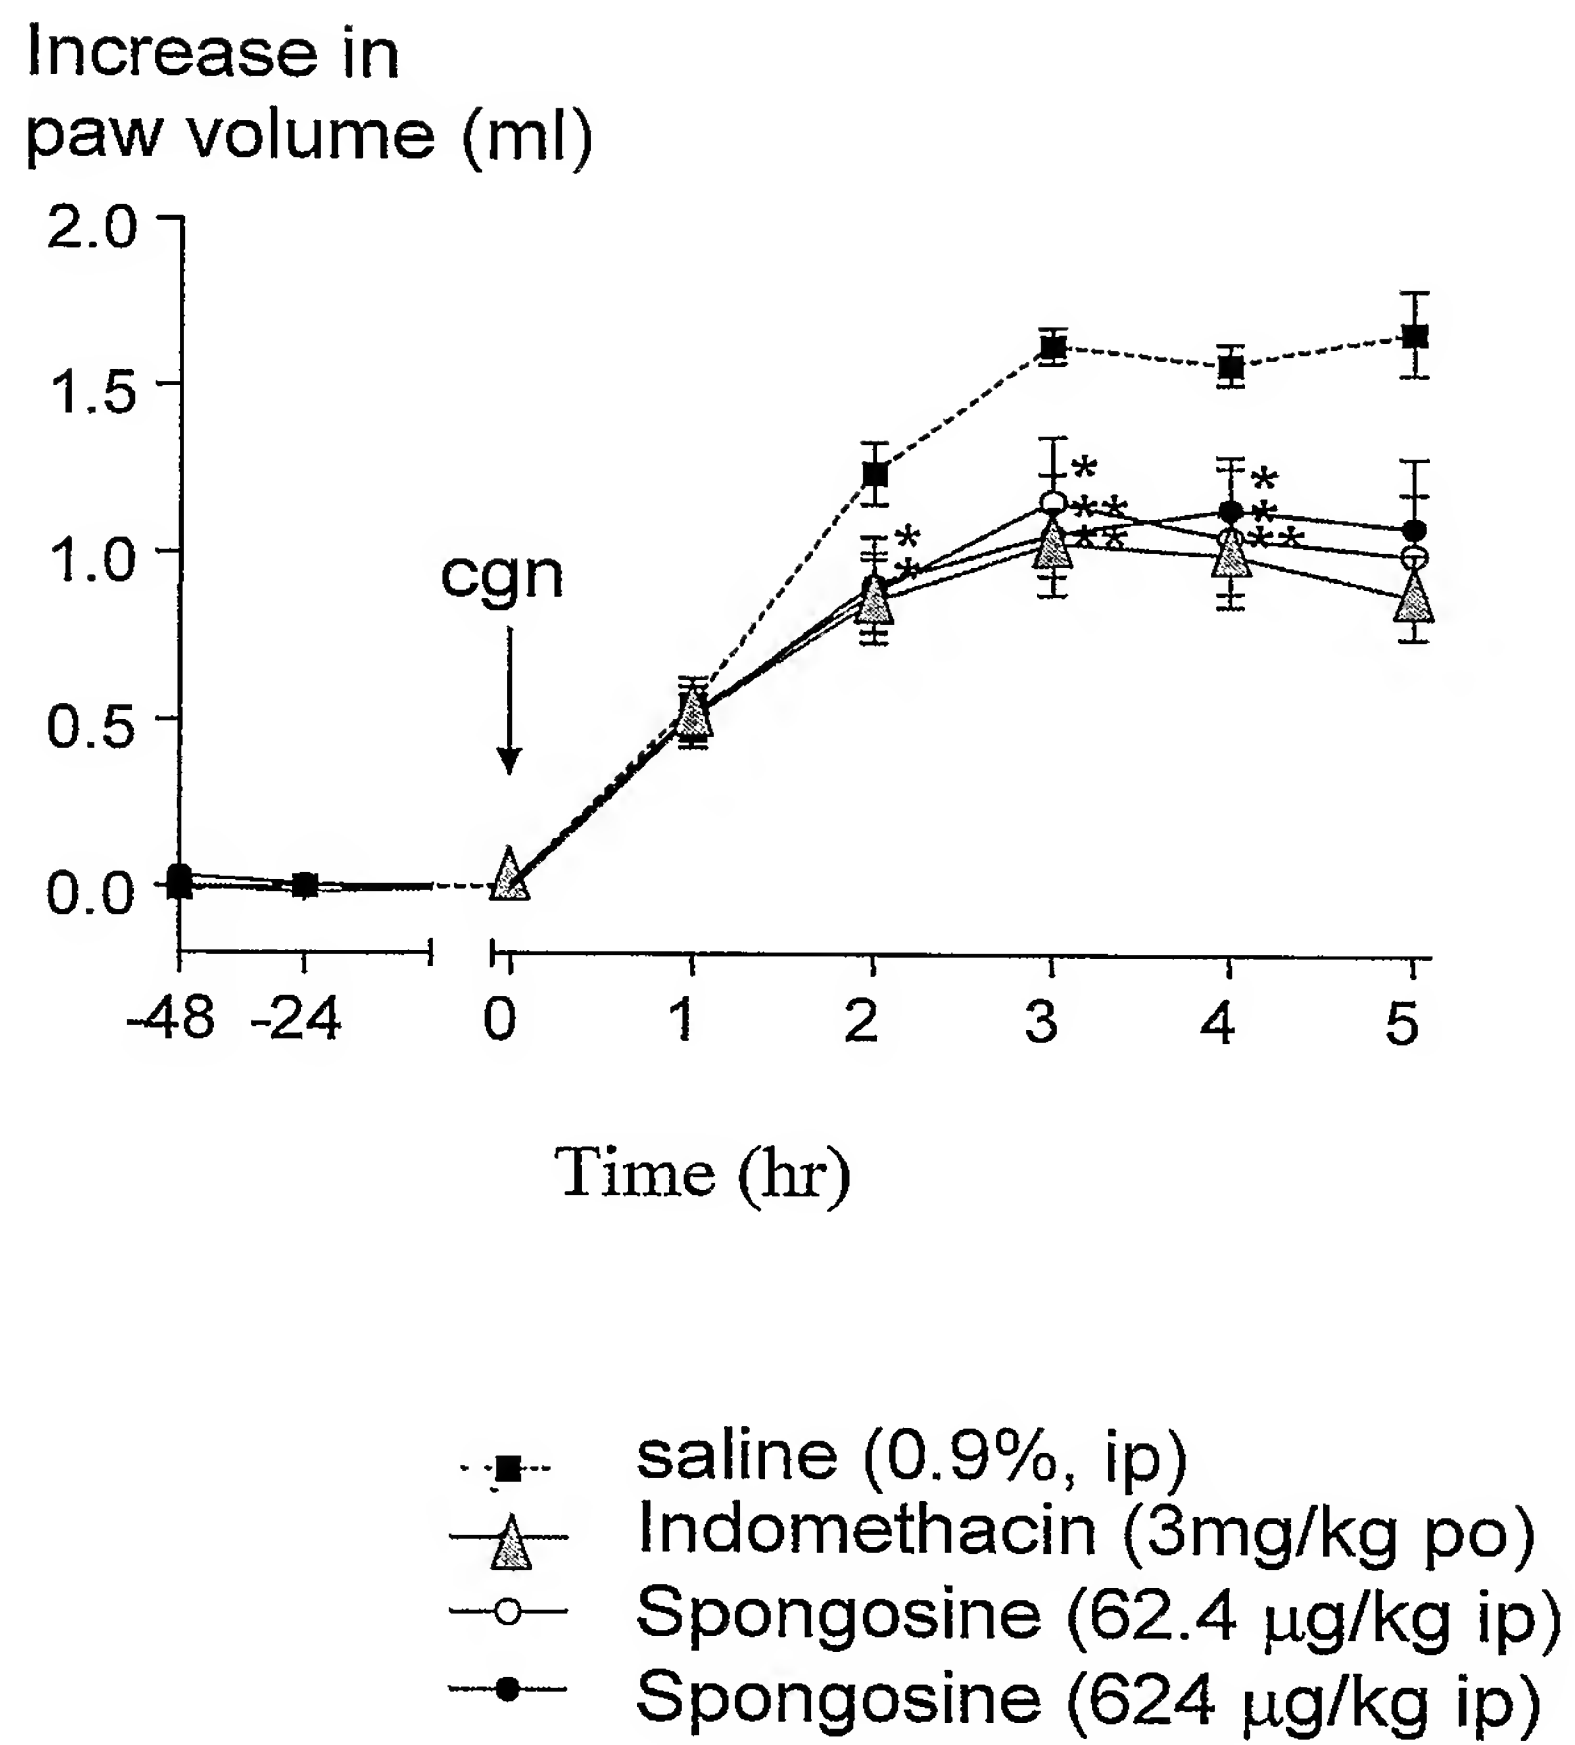 Increase in
paw volume (ml)
2.0
1.5
1.0
0.5
0.0
cgn
*
*
*
**
**
*
*
**
-48 -24 0 1 2 3 4 5
Time (hr)
saline (0.9%, ip)
Indomethacin (3mg/kg po)
Spongosine (62.4 µg/kg ip)
Spongosine (624 µg/kg ip)